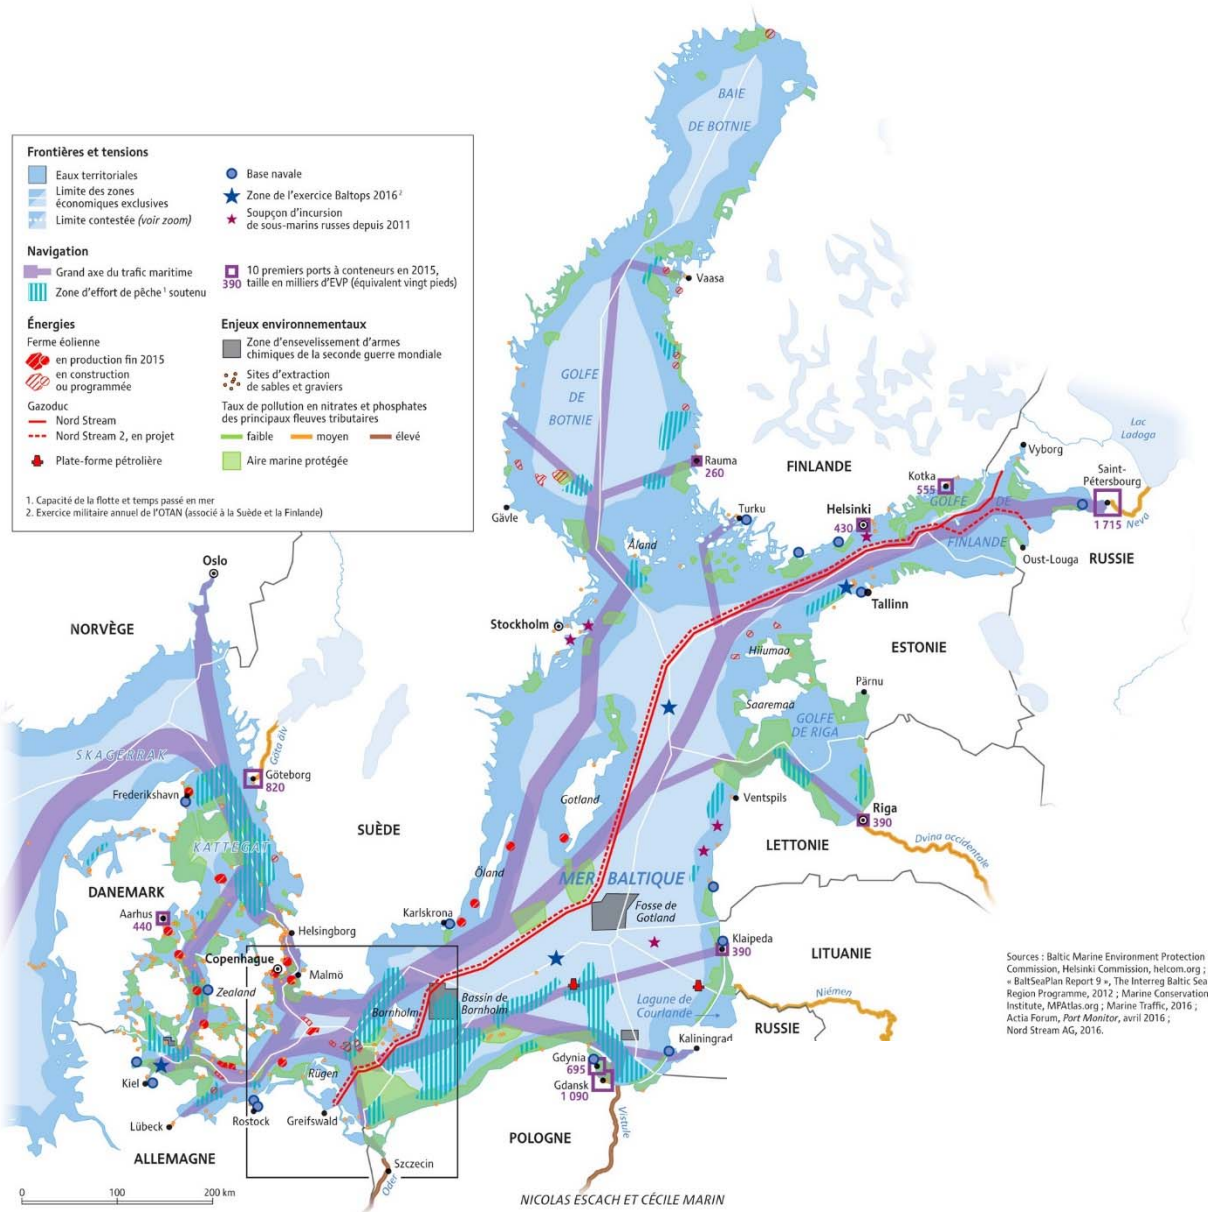 BAIE
DE BOTNIE
Frontières et tensions
Eaux territoriales
Limite des zones
économiques exclusives
Limite contestée (voir zoom)
Base navale
Zone de l'exercice Baltops 2016²
Soupçon d'incursion
de sous-marins russes depuis 2011
Navigation
Grand axe du trafic maritime
Zone d'effort de pêche¹ soutenu
390
10 premiers ports à conteneurs en 2015,
taille en milliers d'EVP (équivalent vingt pieds)
Énergies
Ferme éolienne
en production fin 2015
en construction
ou programmée
Gazoduc
Nord Stream
Nord Stream 2, en projet
Plate-forme pétrolière
Enjeux environnementaux
Zone d'ensevelissement d'armes
chimiques de la seconde guerre mondiale
Sites d'extraction
de sables et graviers
Taux de pollution en nitrates et phosphates
des principaux fleuves tributaires
faible
moyen
élevé
Aire marine protégée
1. Capacité de la flotte et temps passé en mer
2. Exercice militaire annuel de l'OTAN (associé à la Suède et la Finlande)
Vaasa
GOLFE
DE
BOTNIE
Rauma
260
FINLANDE
Lac
Ladoga
Vyborg
Kotka
555
Saint-
Pétersbourg
1 715
Neva
Gävle
Turku
Helsinki
430
GOLFE DE
FINLANDE
Oust-Louga
RUSSIE
Åland
Oslo
Tallinn
NORVÈGE
Stockholm
Hiiumaa
ESTONIE
Saaremaa
Pärnu
GOLFE
DE RIGA
SKAGERRAK
Göta älv
Göteborg
820
Frederikshavn
Gotland
Ventspils
Riga
390
SUÈDE
KATTEGAT
LETTONIE
Dvina occidentale
Öland
MER BALTIQUE
DANEMARK
Aarhus
440
Karlskrona
Fosse de
Gotland
Helsingborg
Klaipeda
390
LITUANIE
Copenhague
Malmö
Zealand
Bornholm
Bassin de
Bornholm
Lagune de
Courlande
Niémen
RUSSIE
Kaliningrad
Kiel
Rügen
Gdynia
695
Gdansk
1 090
Lübeck
Rostock
Greifswald
Vistule
POLOGNE
ALLEMAGNE
Szczecin
Oder
0 100 200 km
NICOLAS ESCACH ET CÉCILE MARIN
Sources : Baltic Marine Environment Protection
Commission, Helsinki Commission, helcom.org ;
« BaltSeaPlan Report 9 », The Interreg Baltic Sea
Region Programme, 2012 ; Marine Conservation
Institute, MPAtlas.org ; Marine Traffic, 2016 ;
Actia Forum, Port Monitor, avril 2016 ;
Nord Stream AG, 2016.